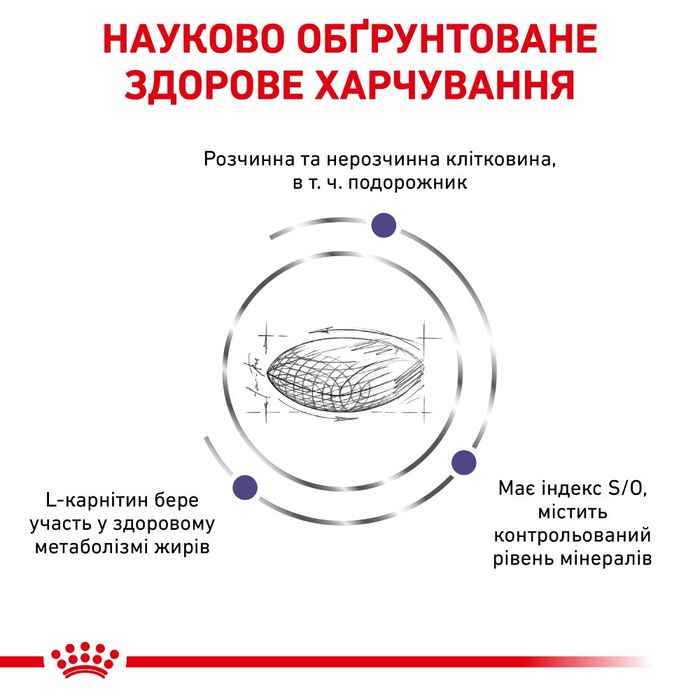 НАУКОВО ОБҐРУНТОВАНЕ
ЗДОРОВЕ ХАРЧУВАННЯ
Розчинна та нерозчинна клітковина,
в т. ч. подорожник
L-карнітин бере
участь у здоровому
метаболізмі жирів
Має індекс S/O,
містить
контрольований
рівень мінералів